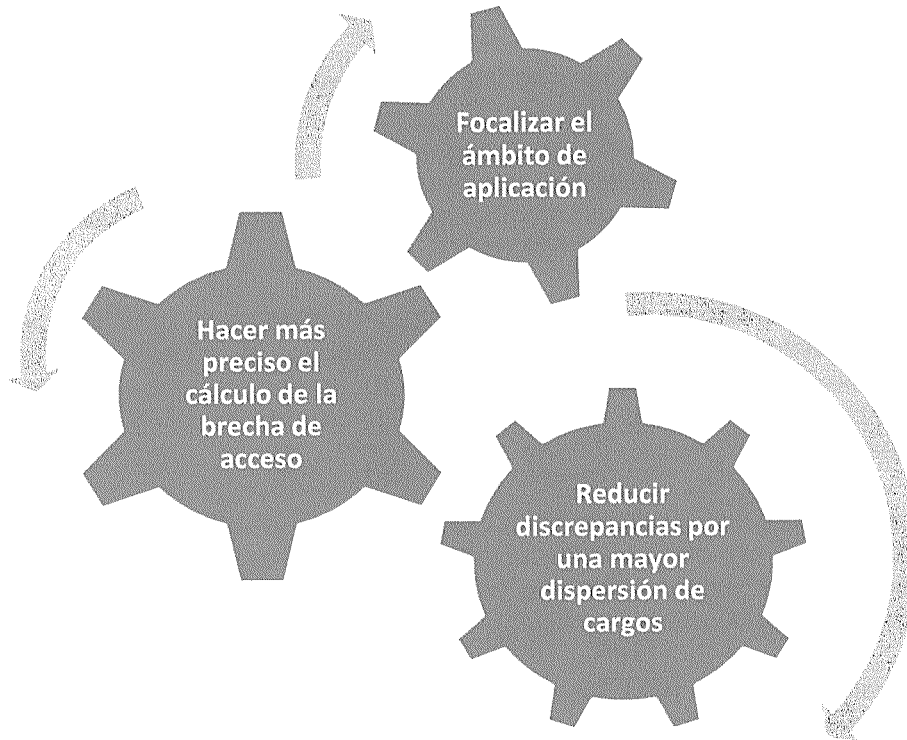 Focalizar el
ámbito de
aplicación
Hacer más
preciso el
cálculo de la
brecha de
acceso
Reducir
discrepancias por
una mayor
dispersión de
cargos